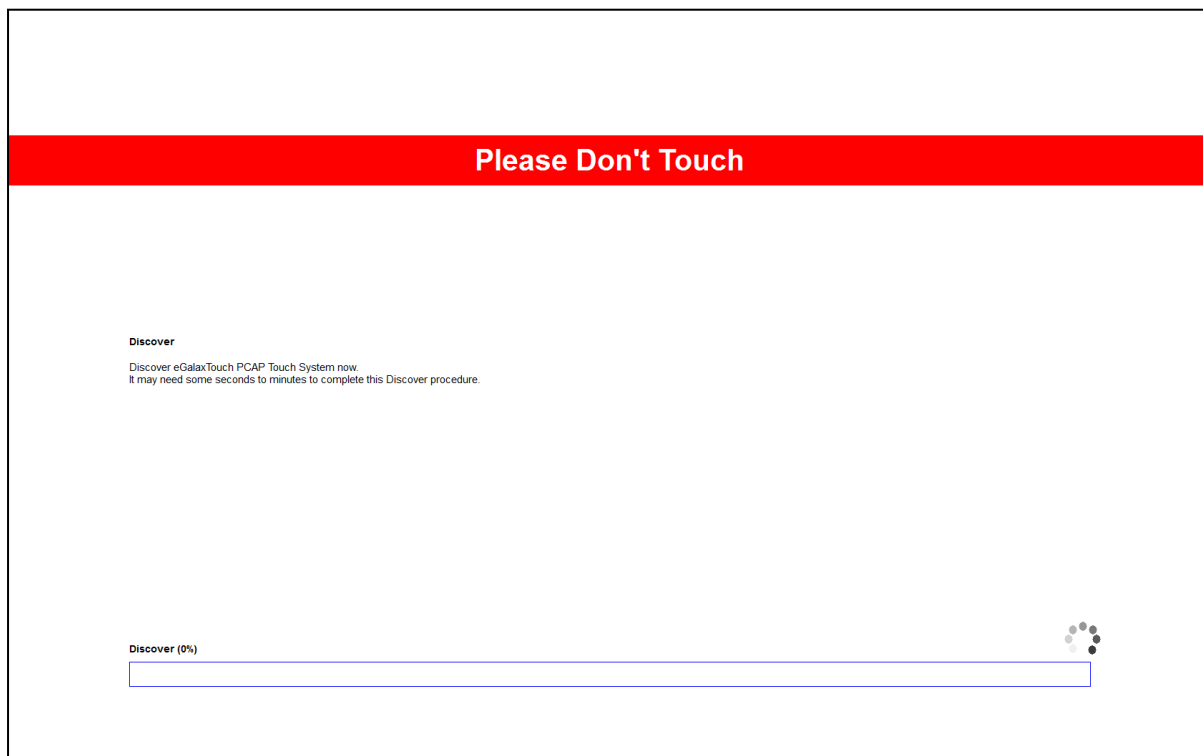 Please Don't Touch
Discover
Discover eGalaxTouch PCAP Touch System now.
It may need some seconds to minutes to complete this Discover procedure.
Discover (0%)